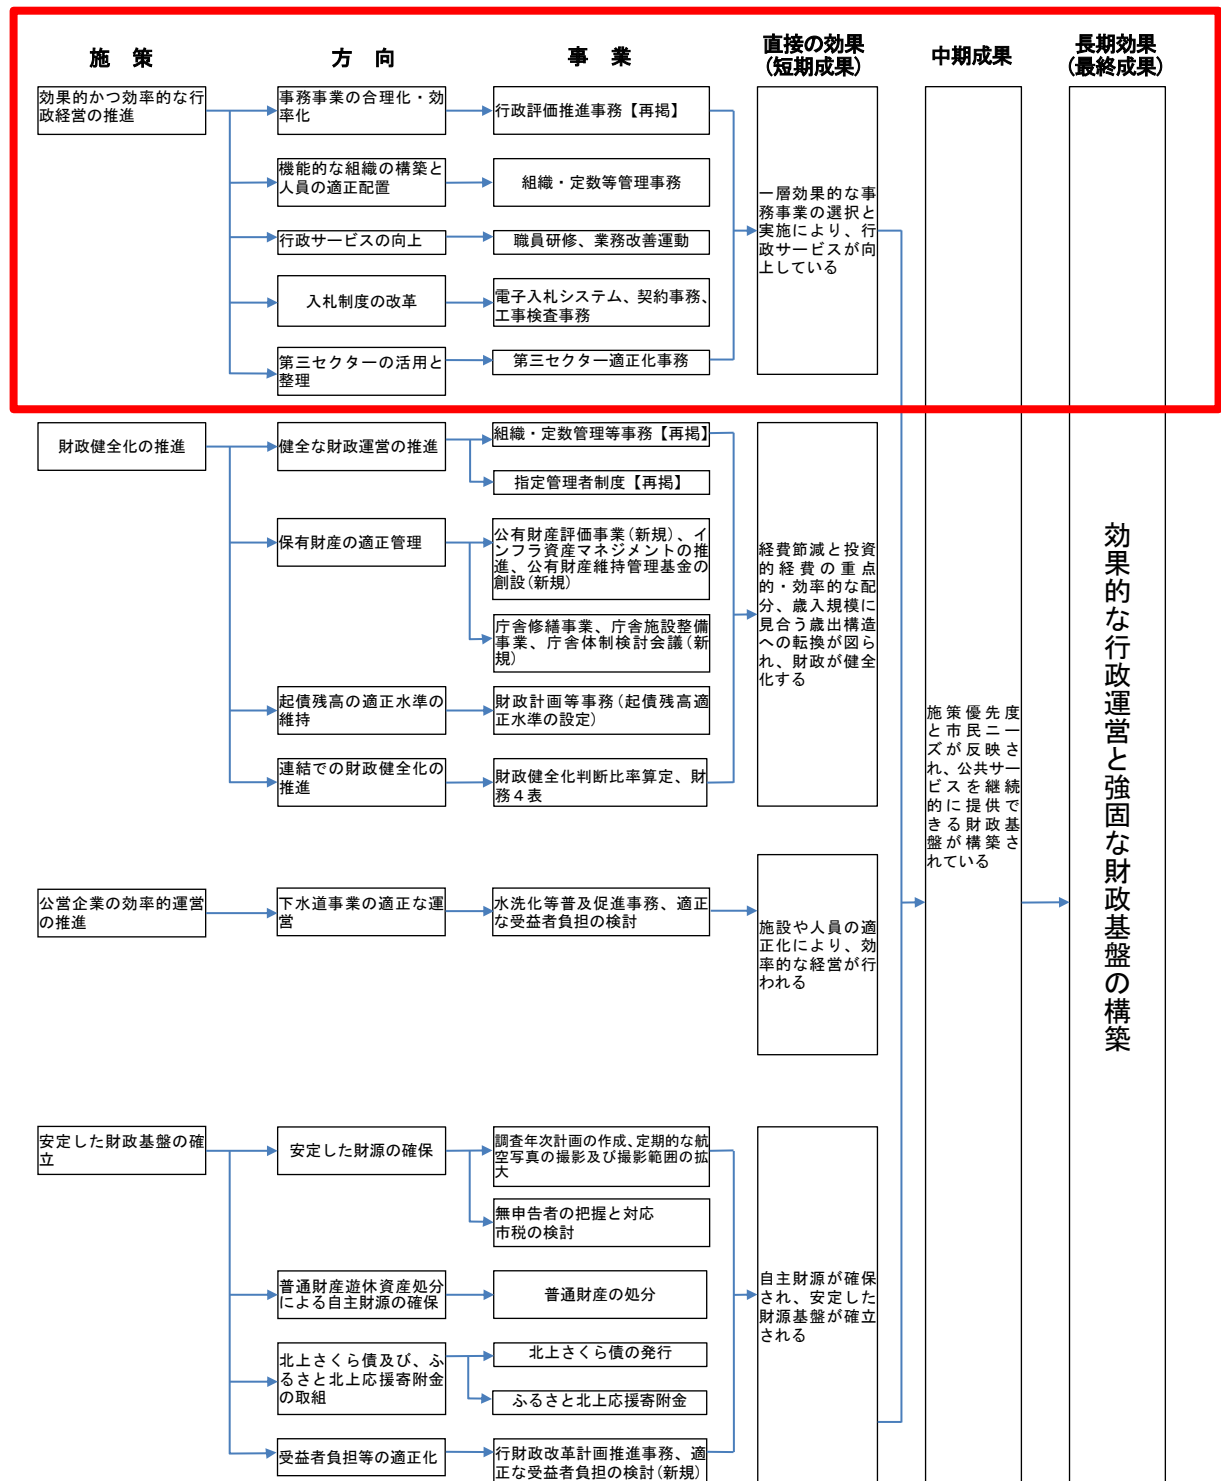 施　策
方　向
事　業
直接の効果
(短期成果)
中期成果
長期効果
(最終成果)
効果的かつ効率的な行
政経営の推進
事務事業の合理化・効
率化
行政評価推進事務【再掲】
機能的な組織の構築と
人員の適正配置
組織・定数等管理事務
行政サービスの向上
職員研修、業務改善運動
入札制度の改革
電子入札システム、契約事務、
工事検査事務
第三セクターの活用と
整理
第三セクター適正化事務
一層効果的な事
務事業の選択と
実施により、行
政サービスが向
上している
財政健全化の推進
健全な財政運営の推進
組織・定数管理等事務【再掲】
指定管理者制度【再掲】
保有財産の適正管理
公有財産評価事業(新規)、イ
ンフラ資産マネジメントの推
進、公有財産維持管理基金の
創設(新規)
庁舎修繕事業、庁舎施設整備
事業、庁舎体制検討会議(新
規)
起債残高の適正水準の
維持
財政計画等事務(起債残高適
正水準の設定)
連結での財政健全化の
推進
財政健全化判断比率算定、財
務４表
経費節減と投資
的経費の重点
的・効率的な配
分、歳入規模に
見合う歳出構造
への転換が図ら
れ、財政が健全
化する
公営企業の効率的運営
の推進
下水道事業の適正な運
営
水洗化等普及促進事務、適正
な受益者負担の検討
施設や人員の適
正化により、効
率的な経営が行
われる
安定した財政基盤の確
立
安定した財源の確保
調査年次計画の作成、定期的な航
空写真の撮影及び撮影範囲の拡
大
無申告者の把握と対応
市税の検討
普通財産遊休資産処分
による自主財源の確保
普通財産の処分
北上さくら債及び、ふ
るさと北上応援寄附金
の取組
北上さくら債の発行
ふるさと北上応援寄附金
受益者負担等の適正化
行財政改革計画推進事務、適
正な受益者負担の検討(新規)
自主財源が確保
され、安定した
財源基盤が確立
される
施策優先度
と市民ニー
ズが反映さ
れ、公共サー
ビスを継続
的に提供で
きる財政基
盤が構築さ
れている
効果的な行政運営と強固な財政基盤の構築